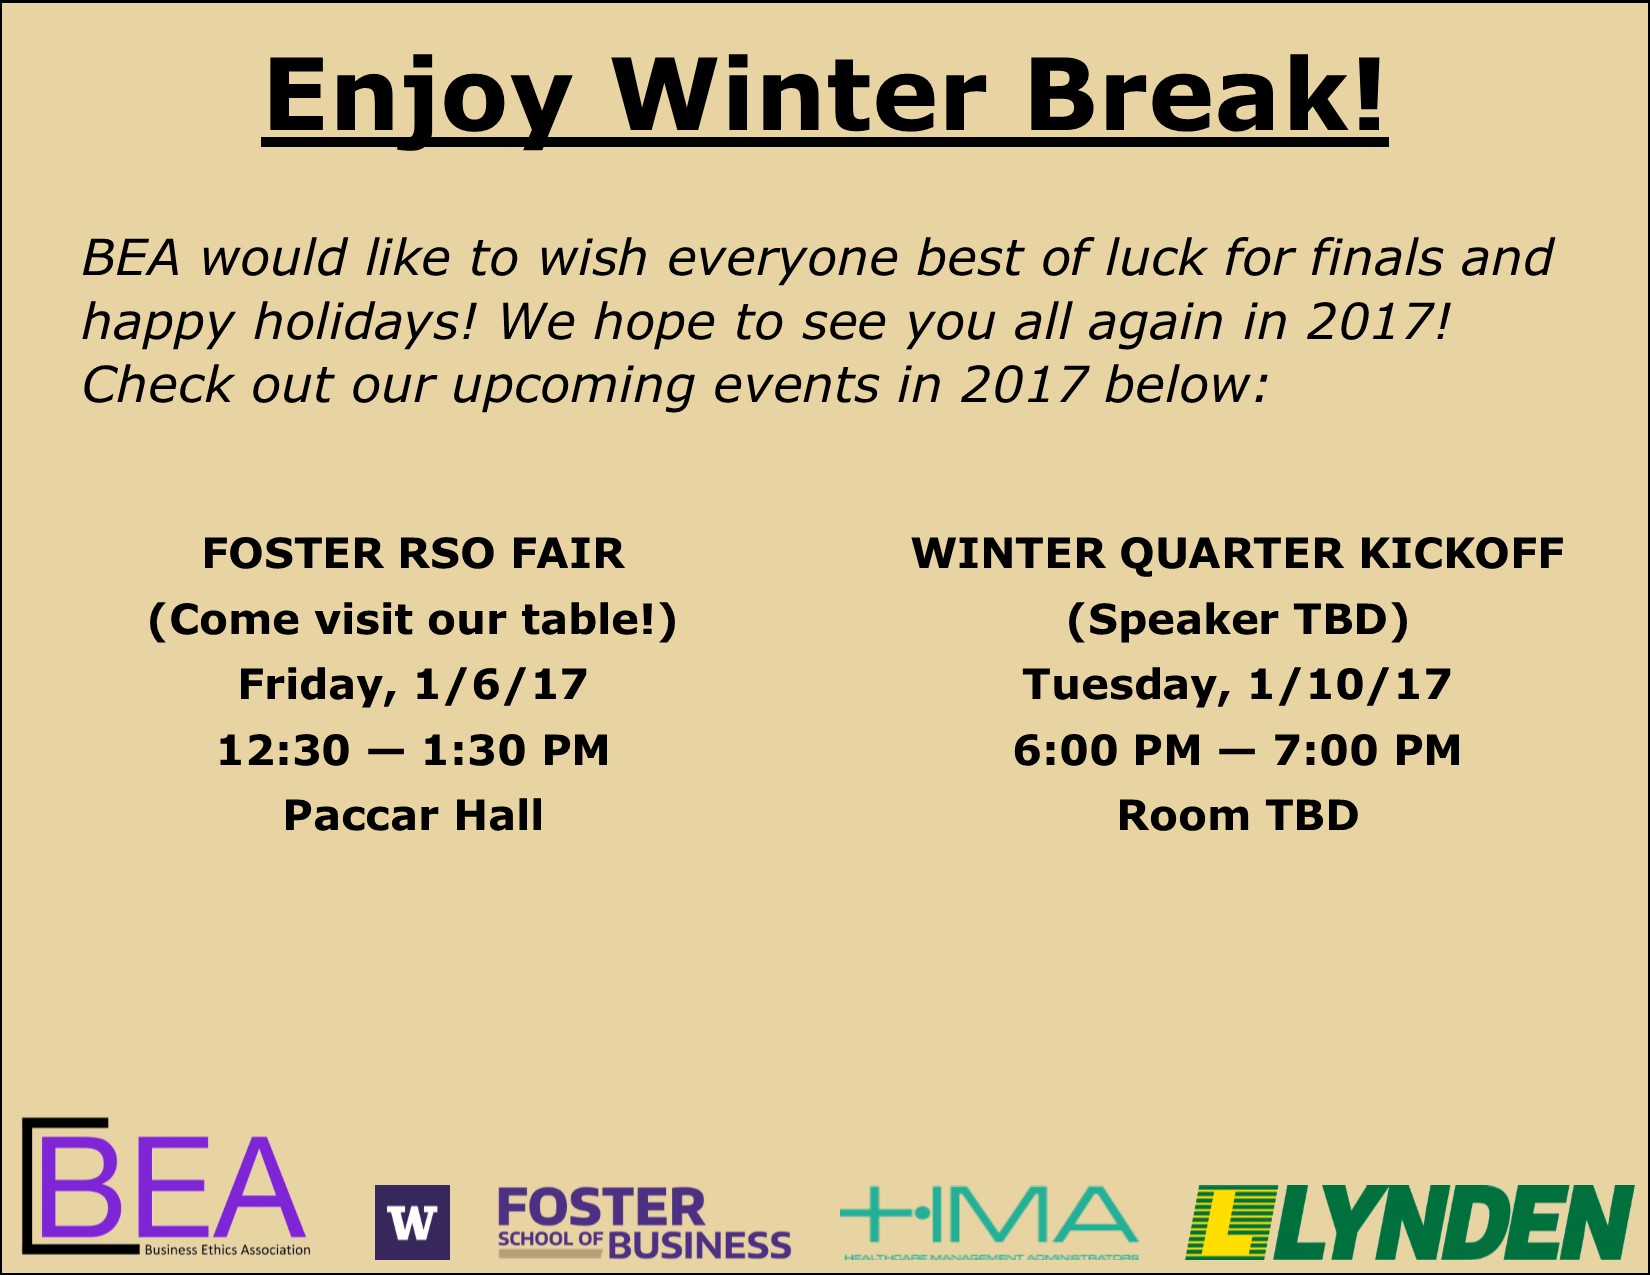 Enjoy Winter Break!
BEA would like to wish everyone best of luck for finals and
happy holidays! We hope to see you all again in 2017!
Check out our upcoming events in 2017 below:
FOSTER RSO FAIR
(Come visit our table!)
Friday, 1/6/17
12:30 — 1:30 PM
Paccar Hall
WINTER QUARTER KICKOFF
(Speaker TBD)
Tuesday, 1/10/17
6:00 PM — 7:00 PM
Room TBD
BEA
Business Ethics Association
W
FOSTER
SCHOOL OF BUSINESS
HMA
HEALTHCARE MANAGEMENT ADMINISTRATORS
L LYNDEN